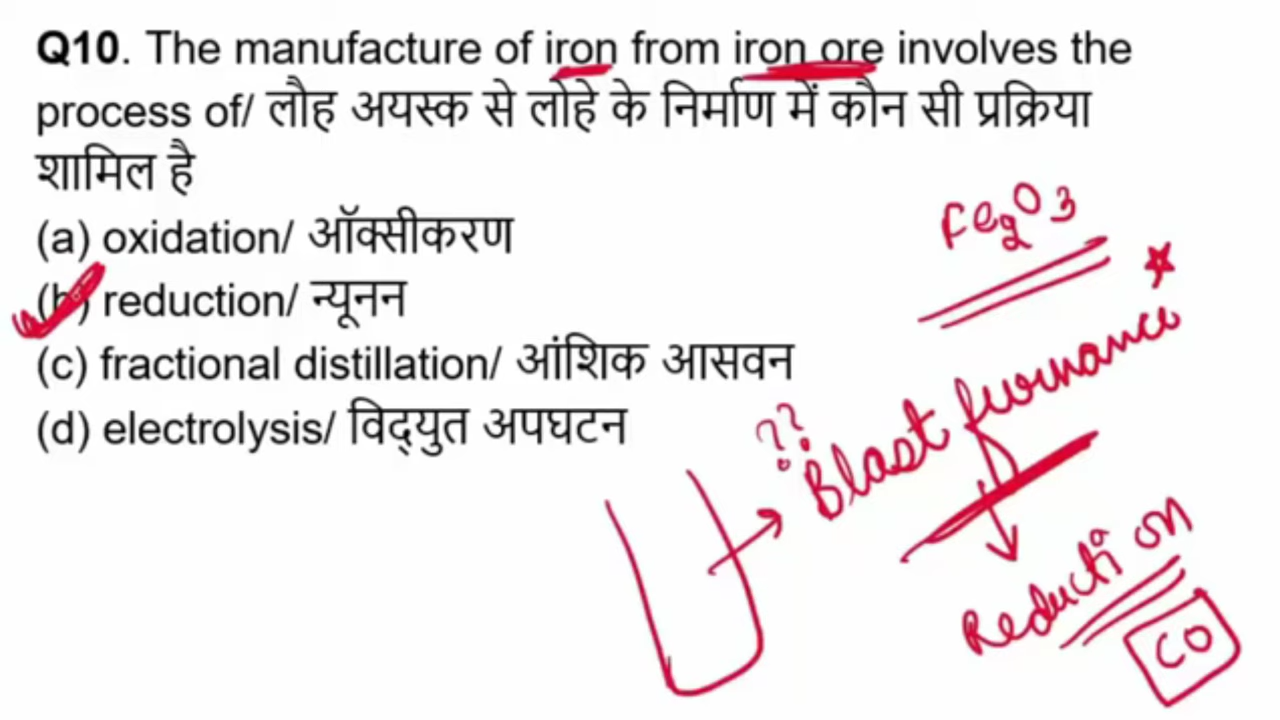 Q10. The manufacture of iron from iron ore involves the
process of/ लौह अयस्क से लोहे के निर्माण में कौन सी प्रक्रिया
शामिल है
(a) oxidation/ ऑक्सीकरण
(b) reduction/ न्यूनन
(c) fractional distillation/ आंशिक आसवन
(d) electrolysis/ विद्युत अपघटन
Fe2O3
??
Blast furnance
Reduction
CO